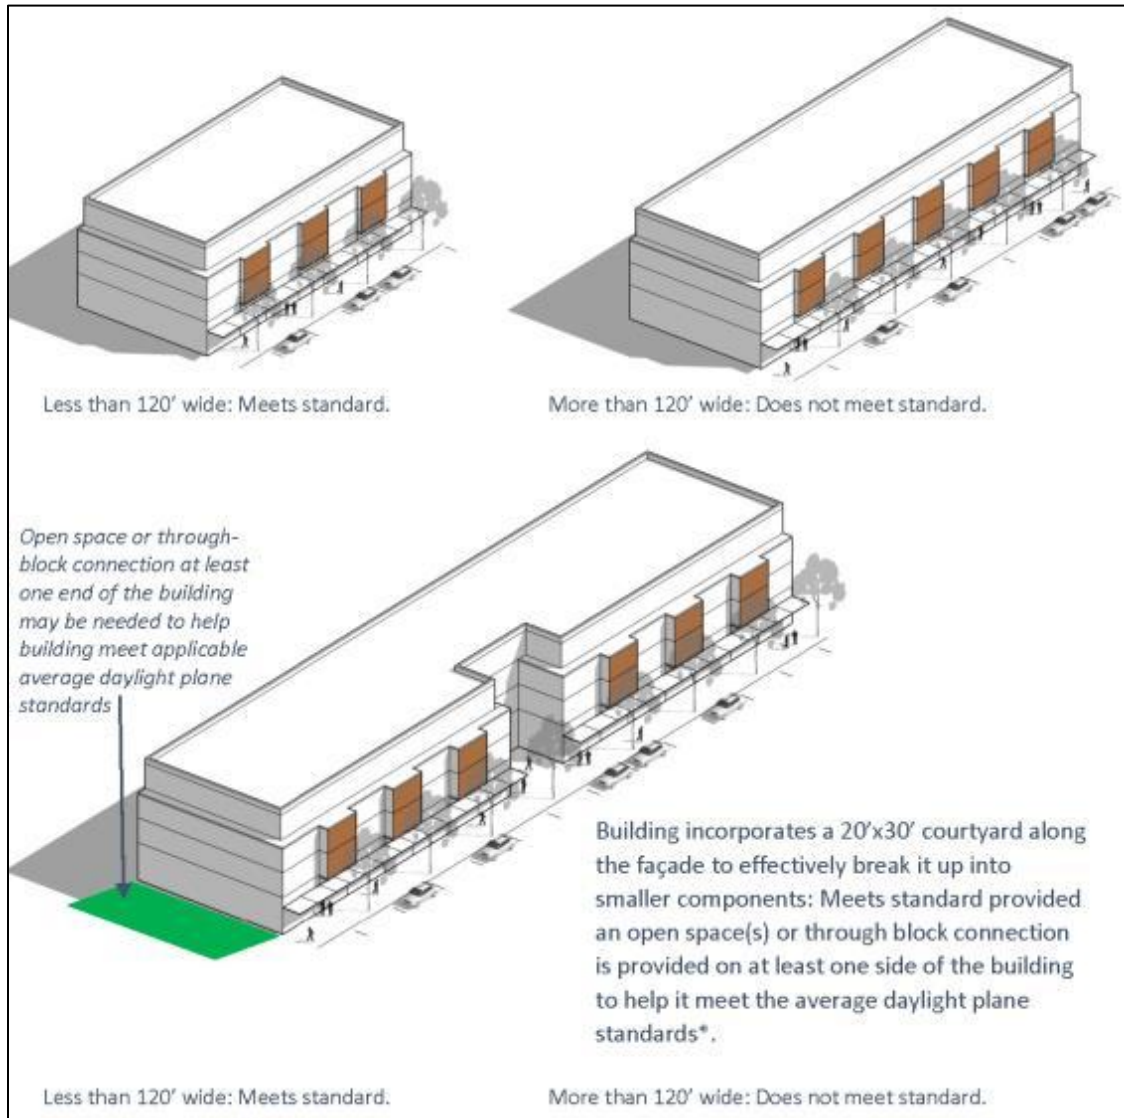 Less than 120' wide: Meets standard.
More than 120' wide: Does not meet standard.
Open space or through-
block connection at least
one end of the building
may be needed to help
building meet applicable
average daylight plane
standards
Building incorporates a 20'x30' courtyard along
the façade to effectively break it up into
smaller components: Meets standard provided
an open space(s) or through block connection
is provided on at least one side of the building
to help it meet the average daylight plane
standards*.
Less than 120' wide: Meets standard.
More than 120' wide: Does not meet standard.